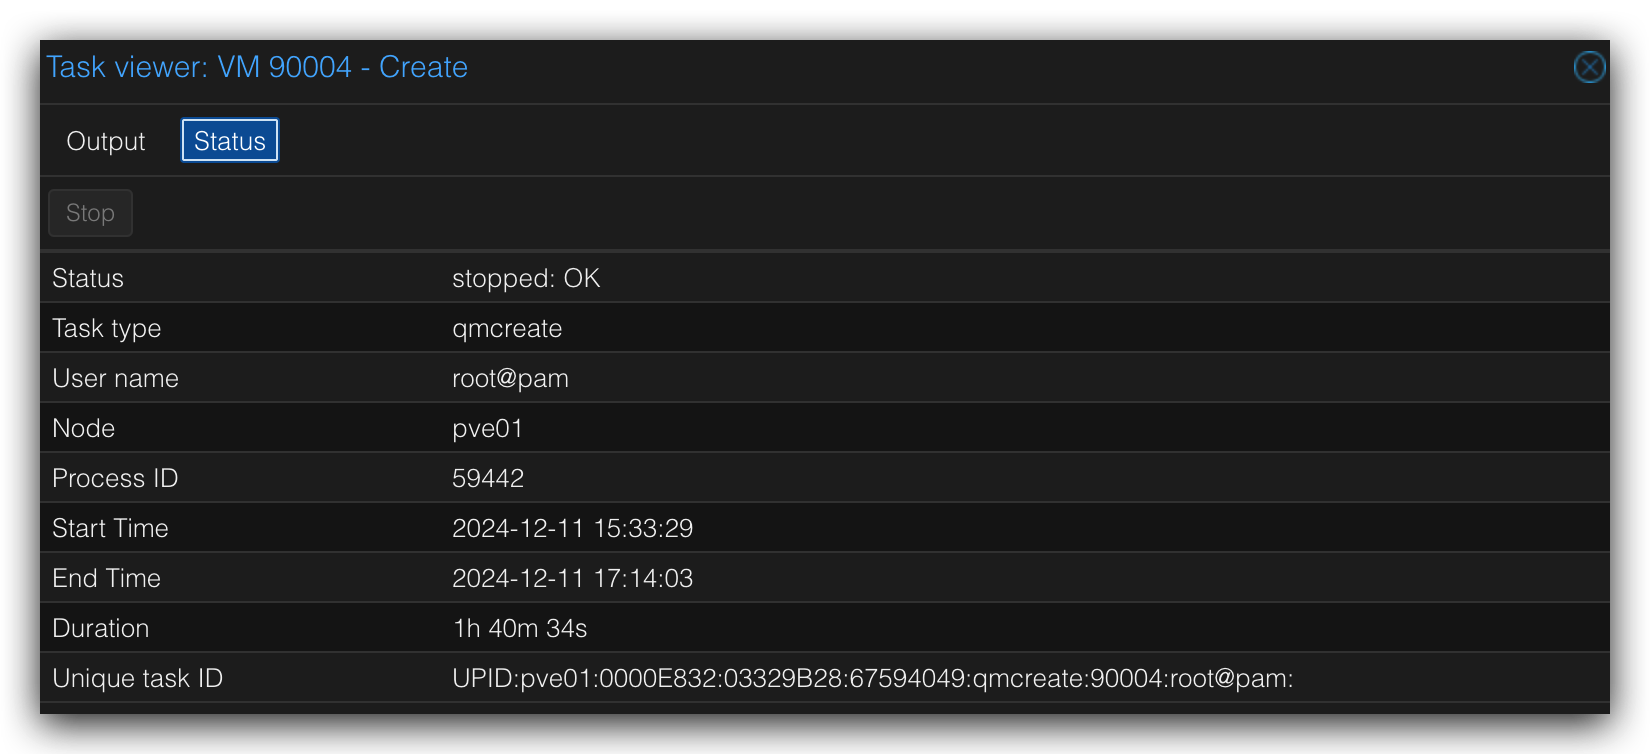 Task viewer: VM 90004 - Create
Output Status
Stop
Status stopped: OK
Task type qmcreate
User name root@pam
Node pve01
Process ID 59442
Start Time 2024-12-11 15:33:29
End Time 2024-12-11 17:14:03
Duration 1h 40m 34s
Unique task ID UPID:pve01:0000E832:03329B28:67594049:qmcreate:90004:root@pam: